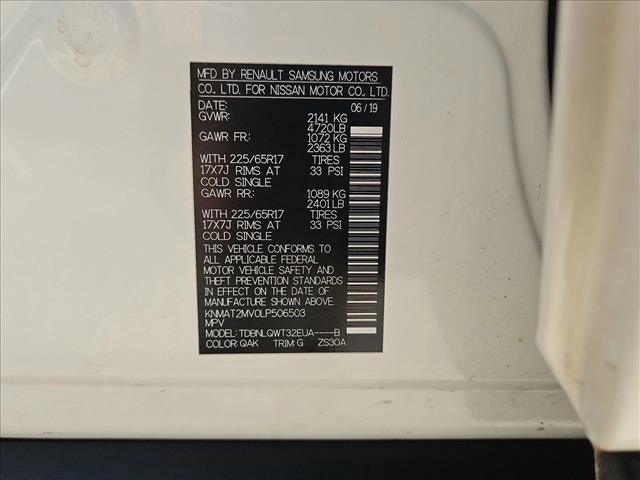 MFD BY RENAULT SAMSUNG MOTORS
CO., LTD. FOR NISSAN MOTOR CO., LTD.
DATE: 06/19
GVWR: 2141 KG
4720LB
GAWR FR: 1072 KG
2363LB
WITH 225/65R17 TIRES
17X7J RIMS AT 33 PSI
COLD SINGLE
GAWR RR: 1089 KG
2401LB
WITH 225/65R17 TIRES
17X7J RIMS AT 33 PSI
COLD SINGLE
THIS VEHICLE CONFORMS TO
ALL APPLICABLE FEDERAL
MOTOR VEHICLE SAFETY AND
THEFT PREVENTION STANDARDS
IN EFFECT ON THE DATE OF
MANUFACTURE SHOWN ABOVE.
KNMAT2MV0LP506503
MPV
MODEL: TDBNLQWT32EUA----B
COLOR: QAK TRIM:G ZS30A